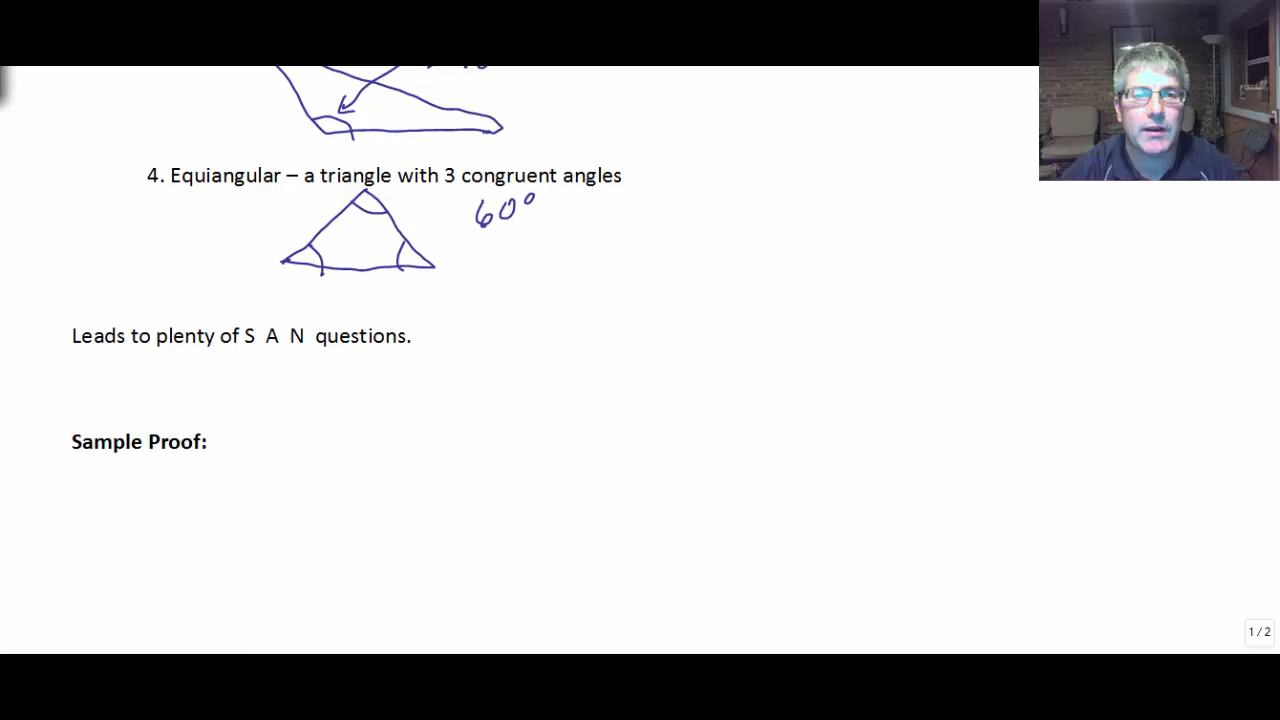 4. Equiangular – a triangle with 3 congruent angles
60°
Leads to plenty of S A N questions.
Sample Proof:
1 / 2